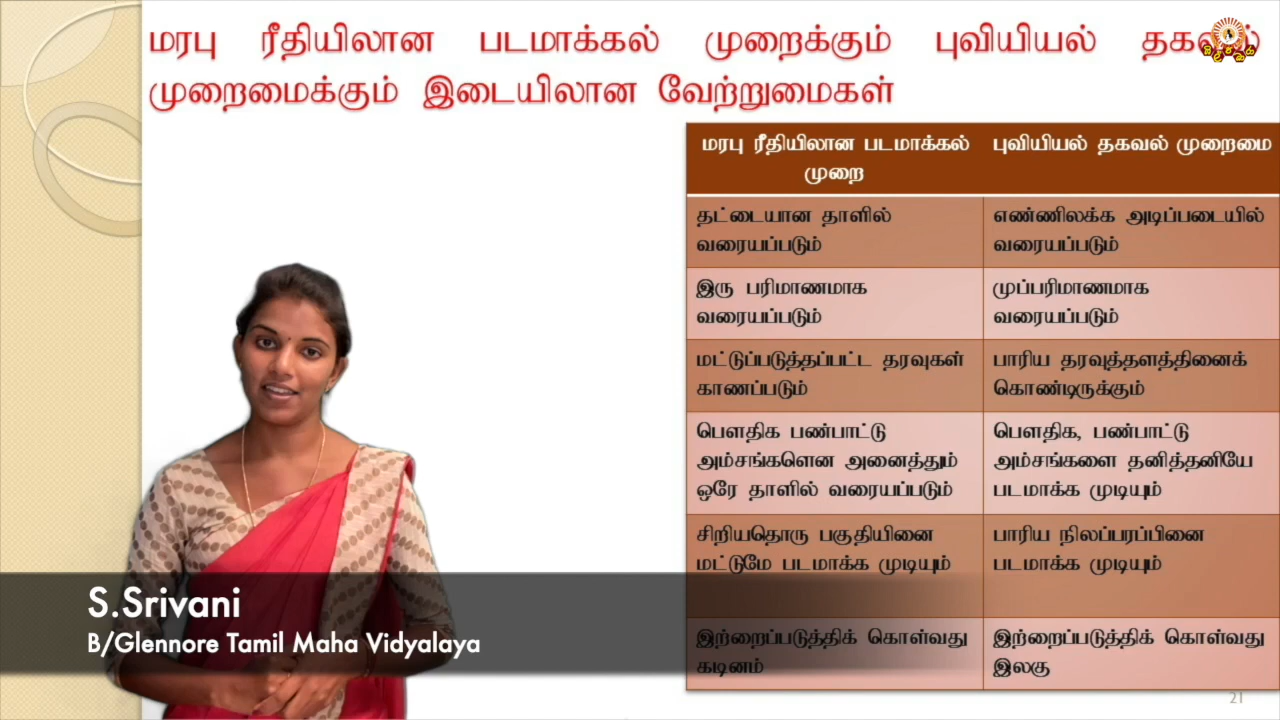 மரபு ரீதியிலான படமாக்கல் முறைக்கும் புவியியல் தகவல்
முறைமைக்கும் இடையிலான வேற்றுமைகள்
மரபு ரீதியிலான படமாக்கல்
முறை
புவியியல் தகவல் முறைமை
தட்டையான தாளில்
வரையப்படும்
எண்ணிலக்க அடிப்படையில்
வரையப்படும்
இரு பரிமாணமாக
வரையப்படும்
முப்பரிமாணமாக
வரையப்படும்
மட்டுப்படுத்தப்பட்ட தரவுகள்
காணப்படும்
பாரிய தரவுத்தளத்தினைக்
கொண்டிருக்கும்
பௌதிக பண்பாட்டு
அம்சங்களென அனைத்தும்
ஒரே தாளில் வரையப்படும்
பௌதிக, பண்பாட்டு
அம்சங்களை தனித்தனியே
படமாக்க முடியும்
சிறியதொரு பகுதியினை
மட்டுமே படமாக்க முடியும்
பாரிய நிலப்பரப்பினை
படமாக்க முடியும்
இற்றைப்படுத்திக் கொள்வது
கடினம்
இற்றைப்படுத்திக் கொள்வது
இலகு
S.Srivani
B/Glennore Tamil Maha Vidyalaya
21